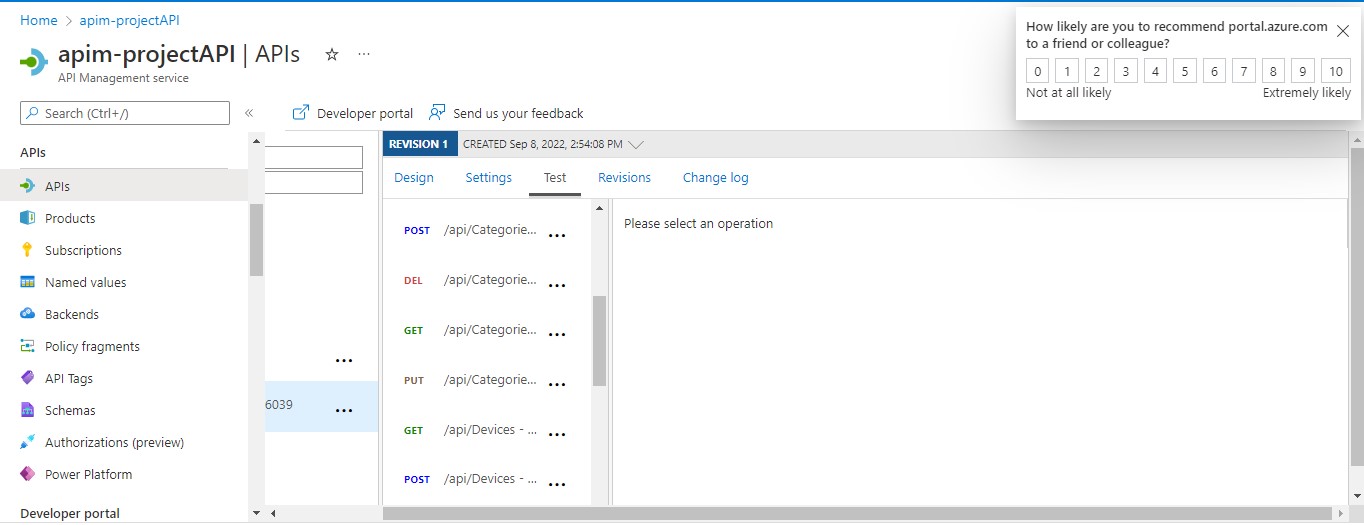 Home > apim-projectAPI
How likely are you to recommend portal.azure.com
to a friend or colleague?
0 1 2 3 4 5 6 7 8 9 10
Not at all likely Extremely likely
apim-projectAPI | APIs
API Management service
Search (Ctrl+/)
Developer portal
Send us your feedback
APIs
APIs
Products
Subscriptions
Named values
Backends
Policy fragments
API Tags
Schemas
Authorizations (preview)
Power Platform
Developer portal
6039
REVISION 1 CREATED Sep 8, 2022, 2:54:08 PM
Design Settings Test Revisions Change log
POST /api/Categorie...
DEL /api/Categorie...
GET /api/Categorie...
PUT /api/Categorie...
GET /api/Devices - ...
POST /api/Devices - ...
Please select an operation